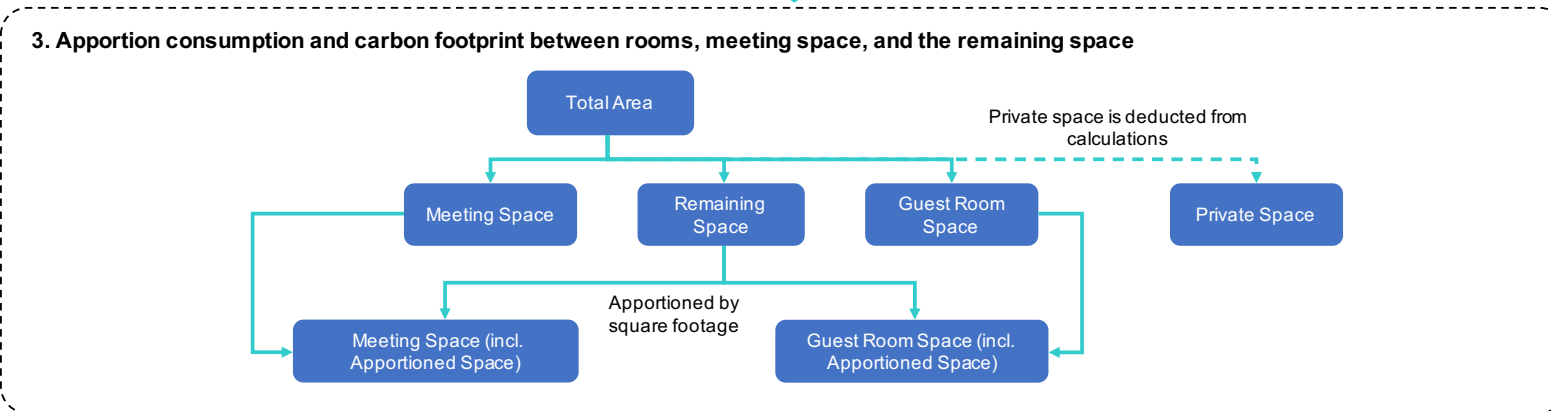 3. Apportion consumption and carbon footprint between rooms, meeting space, and the remaining space
Total Area
Private space is deducted from
calculations
Meeting Space
Remaining
Space
Guest Room
Space
Private Space
Apportioned by
square footage
Meeting Space (incl.
Apportioned Space)
Guest Room Space (incl.
Apportioned Space)